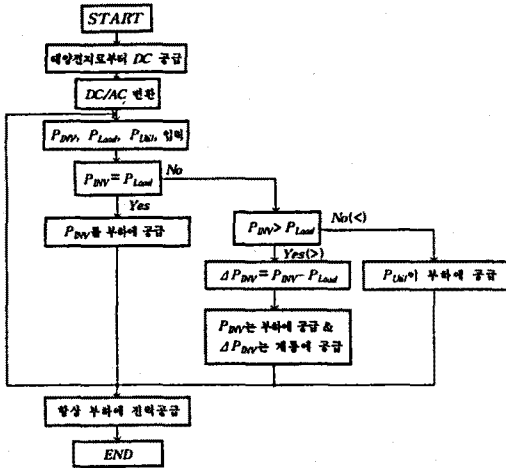 START
태양전지로부터 DC 공급
DC/AC 변환
P_INV, P_Load, P_Util, 입력
P_INV = P_Load
No
Yes
P_INV를 부하에 공급
P_INV > P_Load
No(<)
Yes(>)
ΔP_INV = P_INV - P_Load
P_Util이 부하에 공급
P_INV는 부하에 공급 &
ΔP_INV는 계통에 공급
항상 부하에 전력공급
END